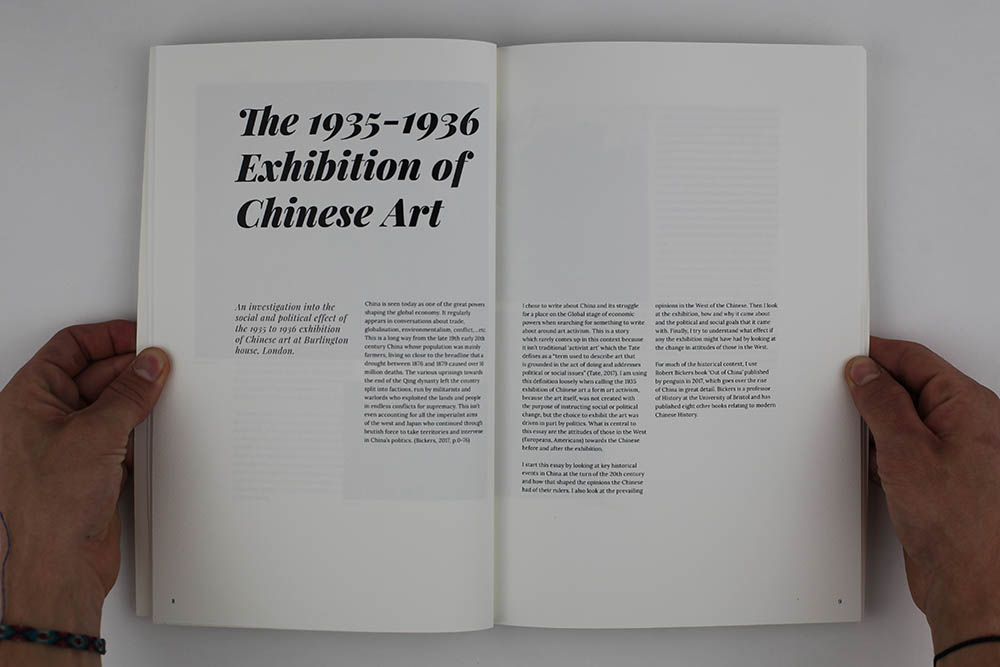 The 1935-1936
Exhibition of
Chinese Art
An investigation into the
social and political effect of
the 1935 to 1936 exhibition
of Chinese art at Burlington
house, London.
China is seen today as one of the great powers
shaping the global economy. It regularly
appears in conversations about trade,
globalisation, environmentalism, conflict, ...etc
This is a long way from the late 19th early 20th
century China whose population was mainly
farmers, living so close to the breadline that a
drought between 1876 and 1879 caused over 10
million deaths. The various uprisings towards
the end of the Qing dynasty left the country
split into factions, run by militarists and
warlords who exploited the lands and people
in endless conflicts for supremacy. This isn't
even accounting for all the imperialist aims
of the west and Japan who continued through
brutish force to take territories and intervene
in China's politics. (Bickers, 2017, p.0-76)
8
I chose to write about China and its struggle
for a place on the Global stage of economic
powers when searching for something to write
about around art activism. This is a story
which rarely comes up in this context because
it isn't traditional 'activist art' which the Tate
defines as a "term used to describe art that
is grounded in the act of doing and addresses
political or social issues" (Tate, 2017). I am using
this definition loosely when calling the 1935
exhibition of Chinese art a form art activism,
because the art itself, was not created with
the purpose of instructing social or political
change, but the choice to exhibit the art was
driven in part by politics. What is central to
this essay are the attitudes of those in the West
(Europeans, Americans) towards the Chinese
before and after the exhibition.
I start this essay by looking at key historical
events in China at the turn of the 20th century
and how that shaped the opinions the Chinese
had of their rulers. I also look at the prevailing
opinions in the West of the Chinese. Then I look
at the exhibition, how and why it came about
and the political and social goals that it came
with. Finally, I try to understand what effect if
any the exhibition might have had by looking at
the change in attitudes of those in the West.
For much of the historical context, I use
Robert Bickers book 'Out of China' published
by penguin in 2017, which goes over the rise
of China in great detail. Bickers is a professor
of History at the University of Bristol and has
published eight other books relating to modern
Chinese History.
9